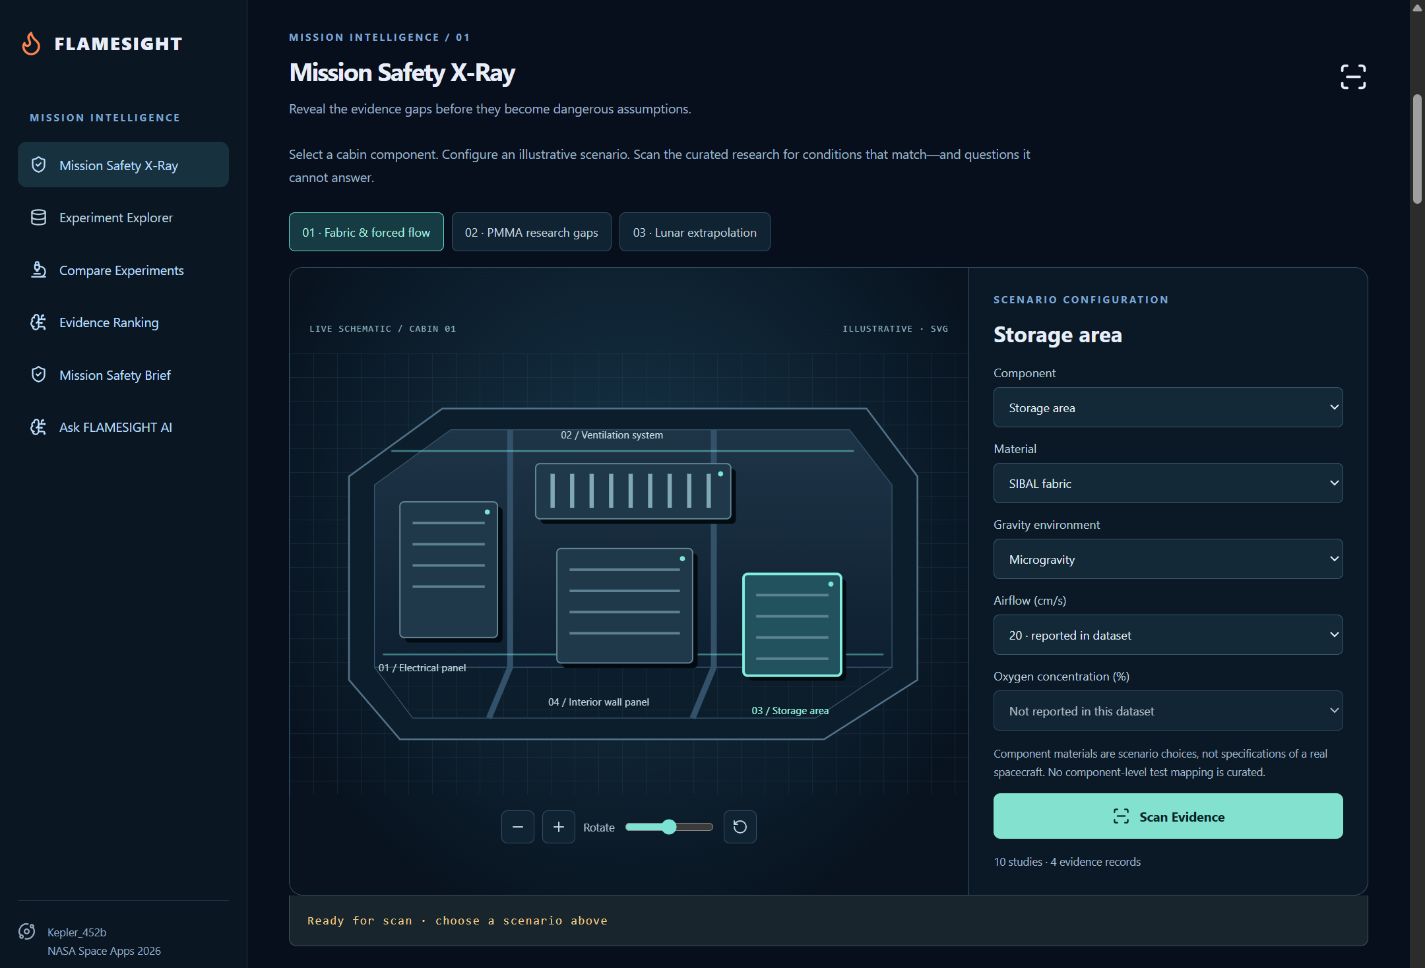 FLAMESIGHT
MISSION INTELLIGENCE
Mission Safety X-Ray
Experiment Explorer
Compare Experiments
Evidence Ranking
Mission Safety Brief
Ask FLAMESIGHT AI
Kepler_452b
NASA Space Apps 2026
MISSION INTELLIGENCE / 01
Mission Safety X-Ray
Reveal the evidence gaps before they become dangerous assumptions.
Select a cabin component. Configure an illustrative scenario. Scan the curated research for conditions that match—and questions it
cannot answer.
01 · Fabric & forced flow
02 · PMMA research gaps
03 · Lunar extrapolation
LIVE SCHEMATIC / CABIN 01
ILLUSTRATIVE · SVG
02 / Ventilation system
01 / Electrical panel
04 / Interior wall panel
03 / Storage area
Rotate
SCENARIO CONFIGURATION
Storage area
Component
Storage area
Material
SIBAL fabric
Gravity environment
Microgravity
Airflow (cm/s)
20 · reported in dataset
Oxygen concentration (%)
Not reported in this dataset
Component materials are scenario choices, not specifications of a real
spacecraft. No component-level test mapping is curated.
Scan Evidence
10 studies · 4 evidence records
Ready for scan · choose a scenario above